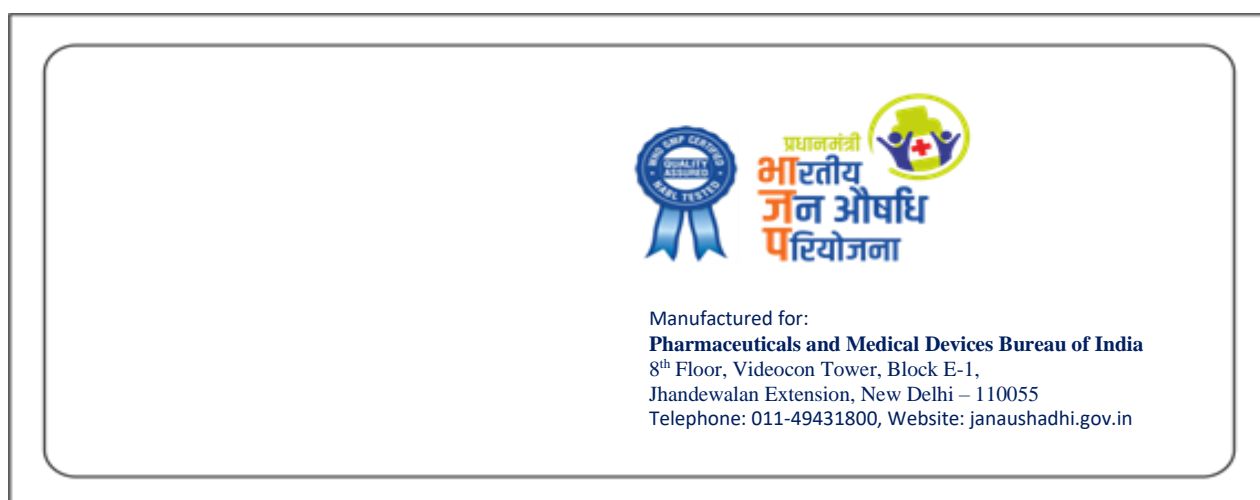 WHO GMP CERTIFIED
QUALITY
ASSURED
NABL TESTED
प्रधानमंत्री
भारतीय
जन औषधि
परियोजना
Manufactured for:
Pharmaceuticals and Medical Devices Bureau of India
8th Floor, Videocon Tower, Block E-1,
Jhandewalan Extension, New Delhi – 110055
Telephone: 011-49431800, Website: janaushadhi.gov.in